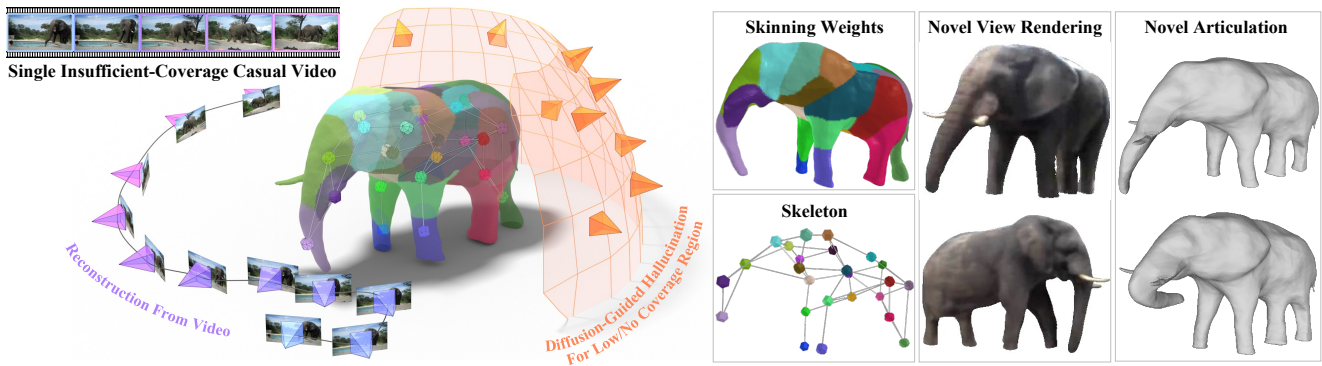 Single Insufficient-Coverage Casual Video
Reconstruction From Video
Diffusion-Guided Hallucination
For Low/No Coverage Region
Skinning Weights
Novel View Rendering
Novel Articulation
Skeleton